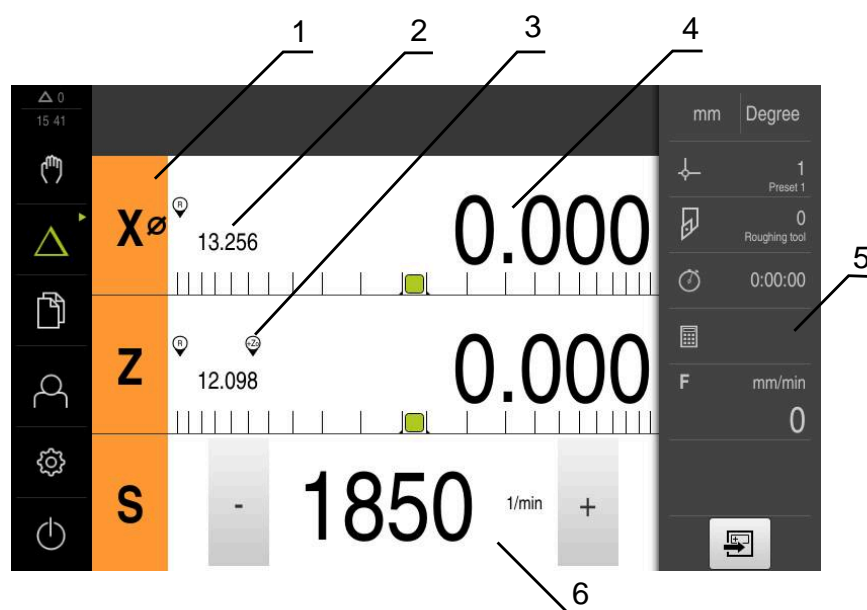 1 2 3 4
△ 0
15 41
mm Degree
1
Preset 1
X⌀
R
13.256
0.000
0
Roughing tool
5
0:00:00
Z
R +Z0
12.098
0.000
F mm/min
0
S
- 1850 1/min +
6